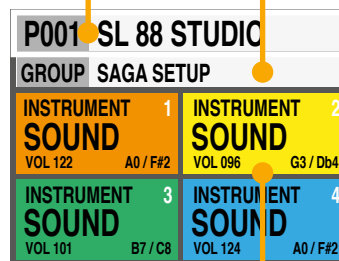 P001 SL 88 STUDIO
GROUP SAGA SETUP
INSTRUMENT 1
SOUND
VOL 122 A0 / F#2
INSTRUMENT 2
SOUND
VOL 096 G3 / Db4
INSTRUMENT 3
SOUND
VOL 101 B7 / C8
INSTRUMENT 4
SOUND
VOL 124 A0 / F#2